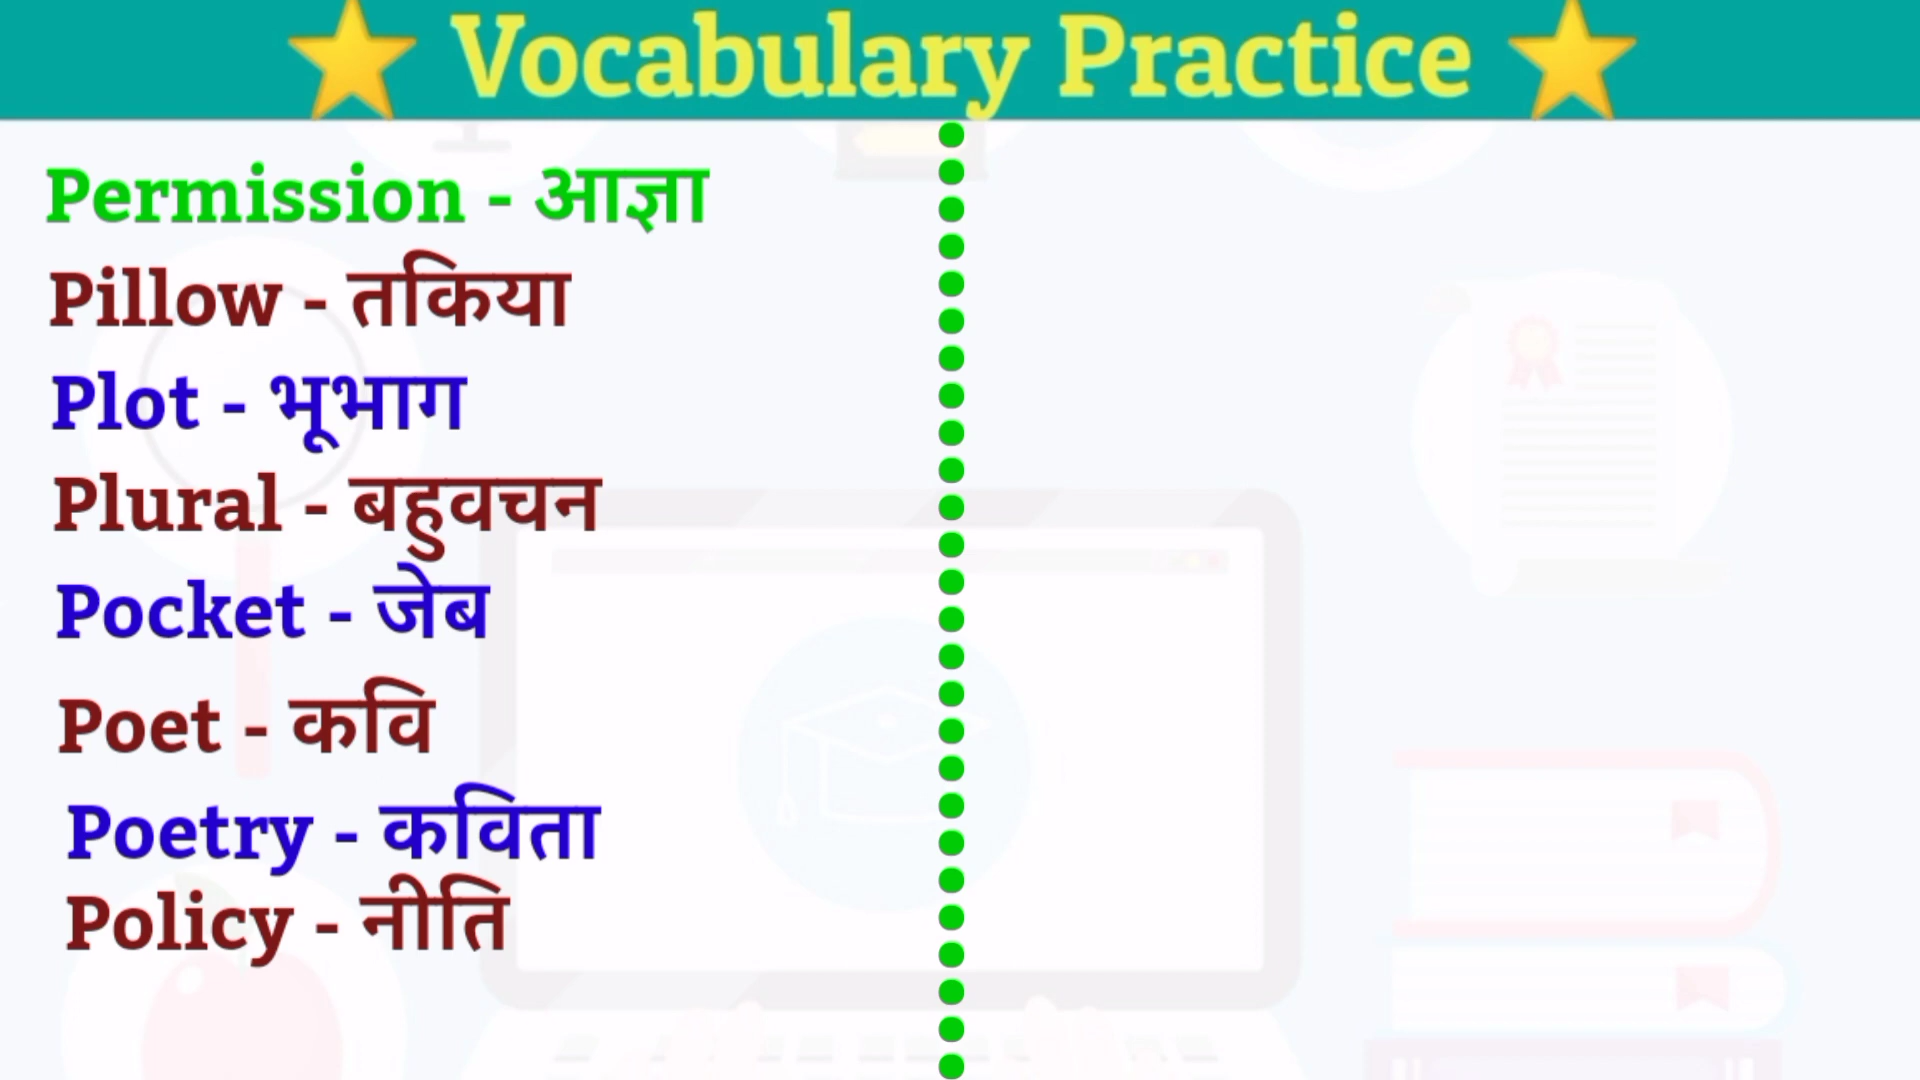 Vocabulary Practice
Permission - आज्ञा
Pillow - तकिया
Plot - भूभाग
Plural - बहुवचन
Pocket - जेब
Poet - कवि
Poetry - कविता
Policy - नीति